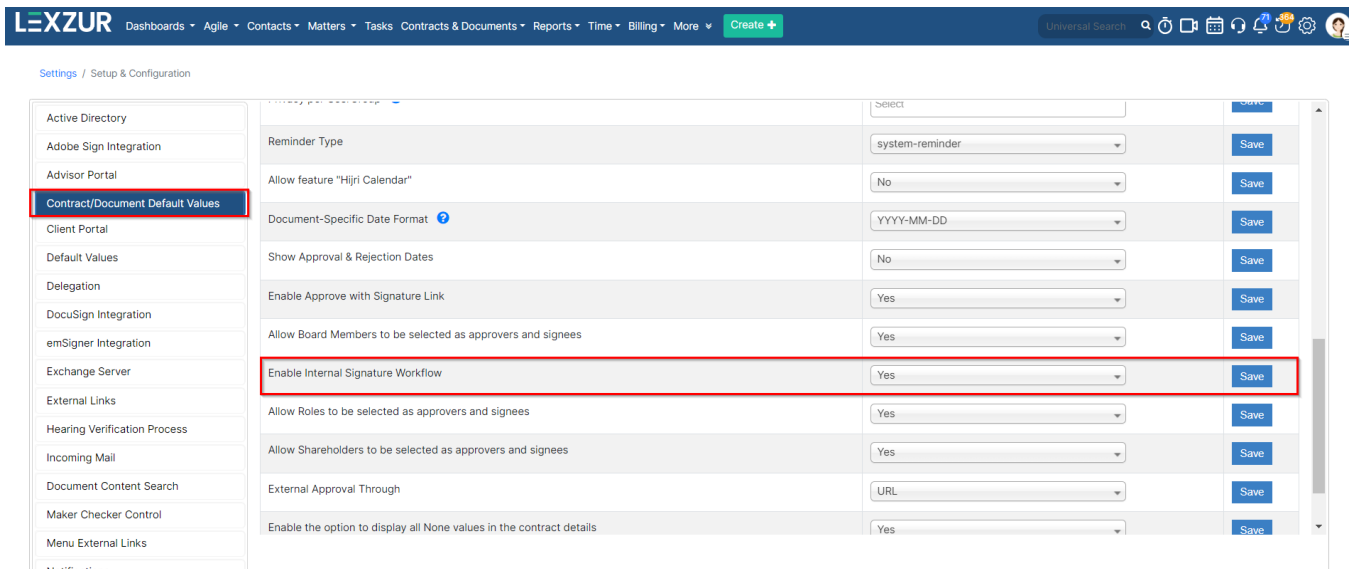 LEXZUR Dashboards Agile Contacts Matters Tasks Contracts & Documents Reports Time Billing More Create + Universal Search 71 364
Settings / Setup & Configuration
Active Directory
Adobe Sign Integration
Advisor Portal
Contract/Document Default Values
Client Portal
Default Values
Delegation
DocuSign Integration
emSigner Integration
Exchange Server
External Links
Hearing Verification Process
Incoming Mail
Document Content Search
Maker Checker Control
Menu External Links
Select Save
Reminder Type system-reminder Save
Allow feature "Hijri Calendar" No Save
Document-Specific Date Format ? YYYY-MM-DD Save
Show Approval & Rejection Dates No Save
Enable Approve with Signature Link Yes Save
Allow Board Members to be selected as approvers and signees Yes Save
Enable Internal Signature Workflow Yes Save
Allow Roles to be selected as approvers and signees Yes Save
Allow Shareholders to be selected as approvers and signees Yes Save
External Approval Through URL Save
Enable the option to display all None values in the contract details Yes Save